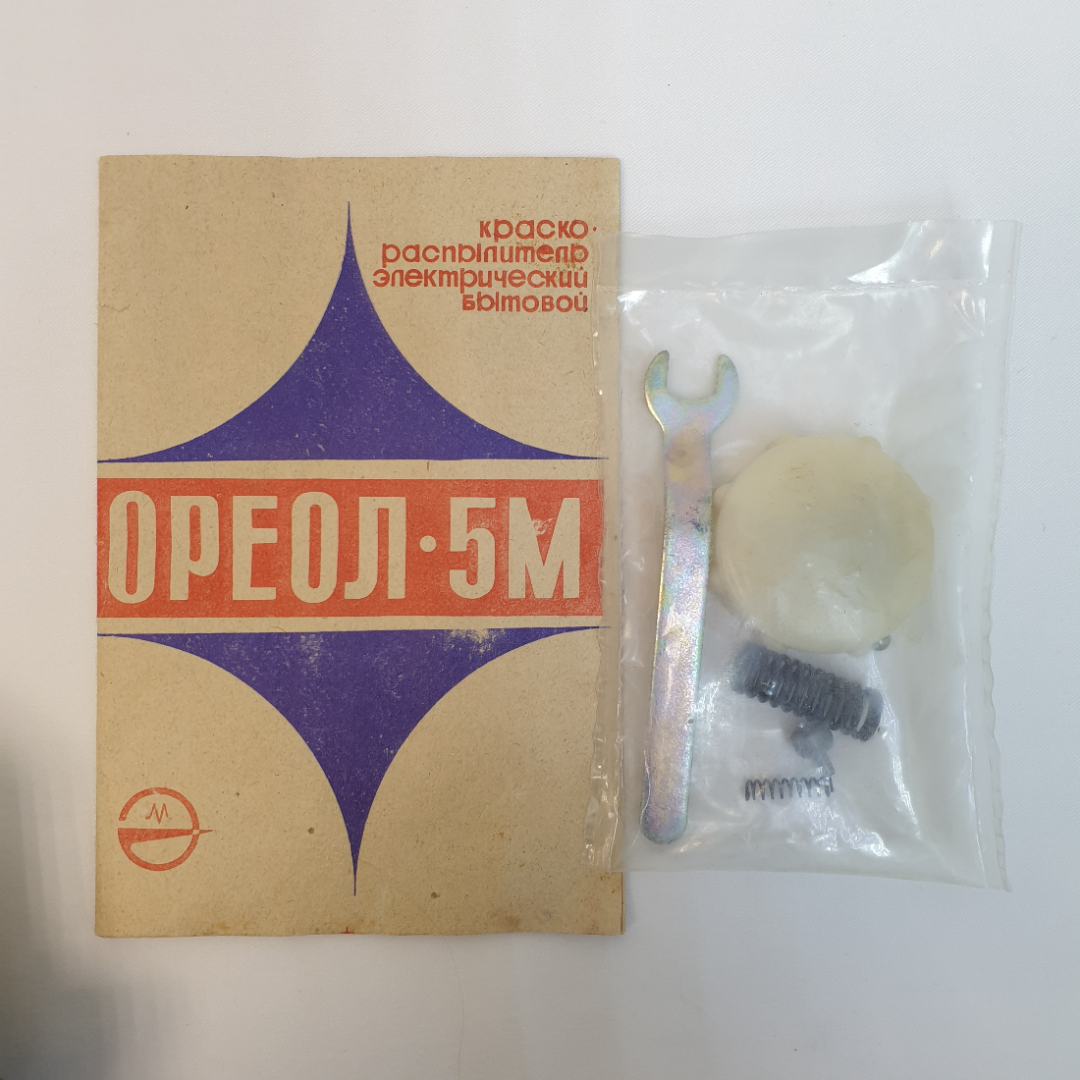 краско-
распылитель
электрический
бытовой
ОРЕОЛ·5М
М